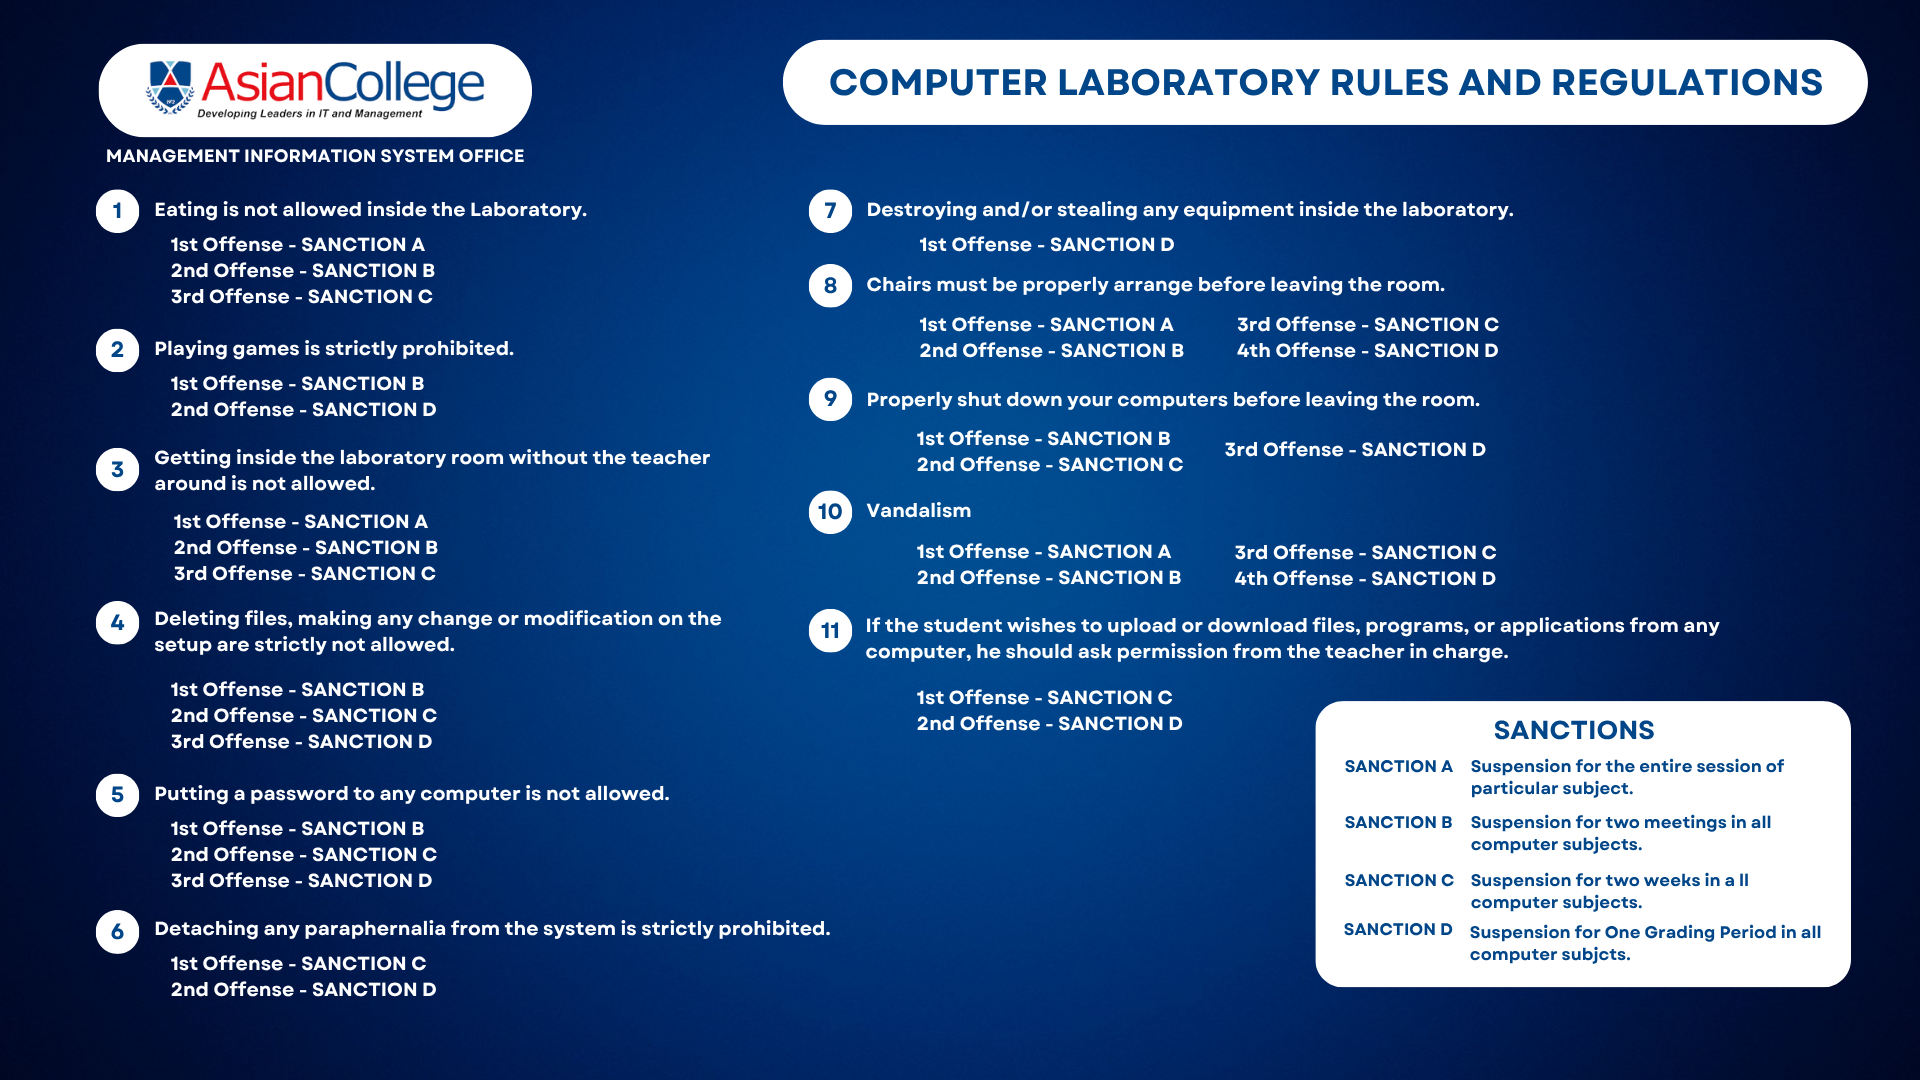 AsianCollege
Developing Leaders in IT and Management
MANAGEMENT INFORMATION SYSTEM OFFICE
COMPUTER LABORATORY RULES AND REGULATIONS
1 Eating is not allowed inside the Laboratory.
1st Offense - SANCTION A
2nd Offense - SANCTION B
3rd Offense - SANCTION C
2 Playing games is strictly prohibited.
1st Offense - SANCTION B
2nd Offense - SANCTION D
3 Getting inside the laboratory room without the teacher
around is not allowed.
1st Offense - SANCTION A
2nd Offense - SANCTION B
3rd Offense - SANCTION C
4 Deleting files, making any change or modification on the
setup are strictly not allowed.
1st Offense - SANCTION B
2nd Offense - SANCTION C
3rd Offense - SANCTION D
5 Putting a password to any computer is not allowed.
1st Offense - SANCTION B
2nd Offense - SANCTION C
3rd Offense - SANCTION D
6 Detaching any paraphernalia from the system is strictly prohibited.
1st Offense - SANCTION C
2nd Offense - SANCTION D
7 Destroying and/or stealing any equipment inside the laboratory.
1st Offense - SANCTION D
8 Chairs must be properly arrange before leaving the room.
1st Offense - SANCTION A
2nd Offense - SANCTION B
3rd Offense - SANCTION C
4th Offense - SANCTION D
9 Properly shut down your computers before leaving the room.
1st Offense - SANCTION B
2nd Offense - SANCTION C
3rd Offense - SANCTION D
10 Vandalism
1st Offense - SANCTION A
2nd Offense - SANCTION B
3rd Offense - SANCTION C
4th Offense - SANCTION D
11 If the student wishes to upload or download files, programs, or applications from any
computer, he should ask permission from the teacher in charge.
1st Offense - SANCTION C
2nd Offense - SANCTION D
SANCTIONS
SANCTION A Suspension for the entire session of
particular subject.
SANCTION B Suspension for two meetings in all
computer subjects.
SANCTION C Suspension for two weeks in a ll
computer subjects.
SANCTION D Suspension for One Grading Period in all
computer subjcts.